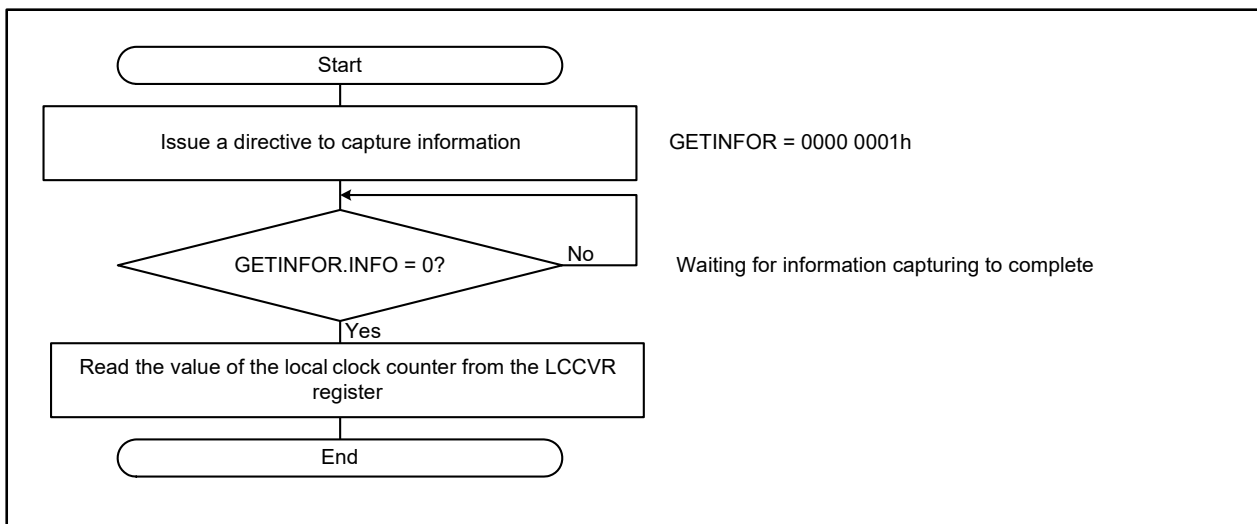 Start
Issue a directive to capture information
GETINFOR = 0000 0001h
GETINFOR.INFO = 0?
No
Waiting for information capturing to complete
Yes
Read the value of the local clock counter from the LCCVR
register
End